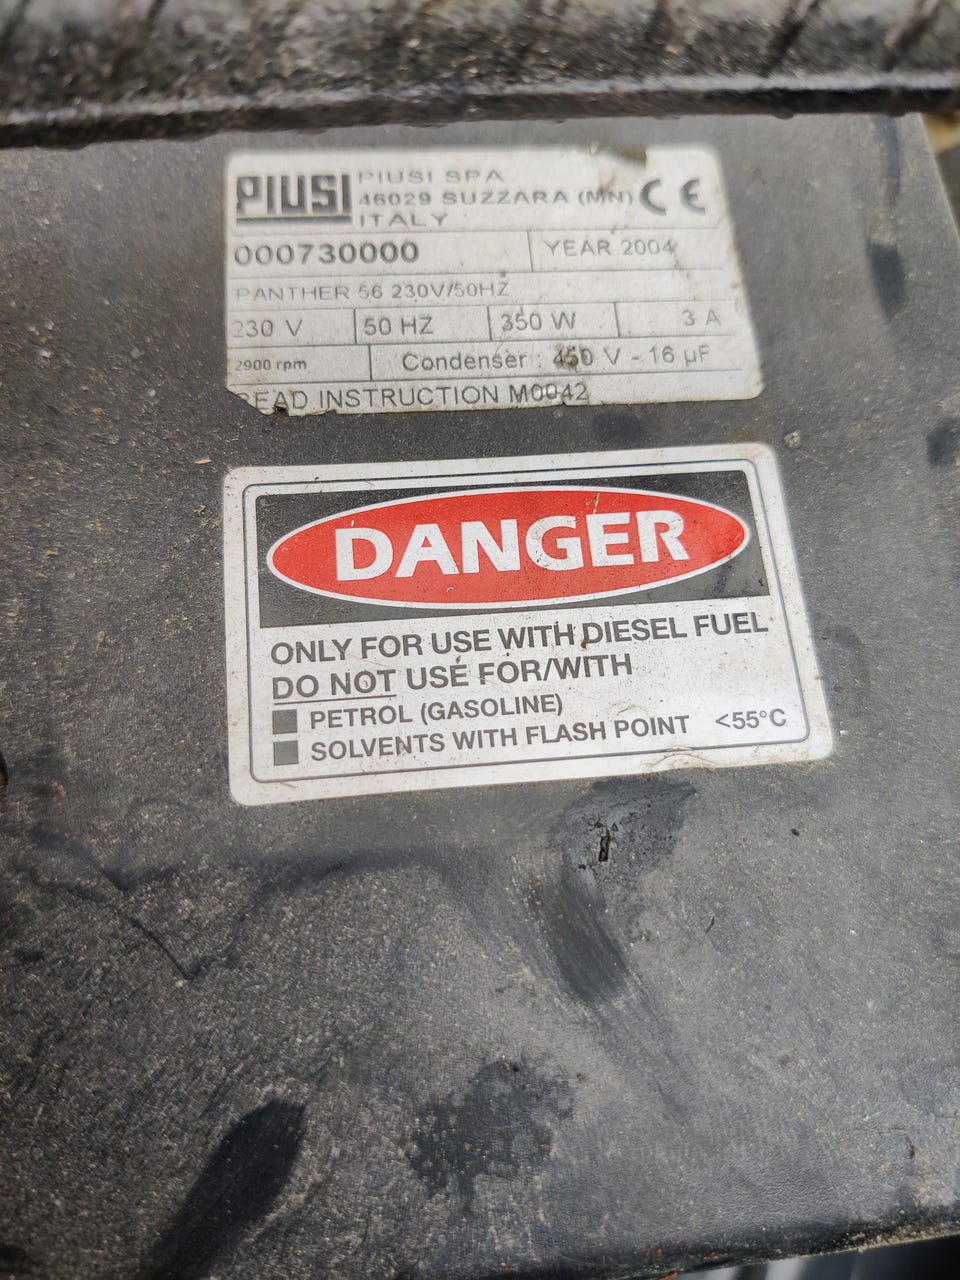 PIUSI
PIUSI SPA
46029 SUZZARA (MN)
ITALY
CE
000730000
YEAR 2004
PANTHER 56 230V/50HZ
230 V 50 HZ 350 W 3 A
2900 rpm Condenser : 450 V - 16 µF
READ INSTRUCTION M0042
DANGER
ONLY FOR USE WITH DIESEL FUEL
DO NOT USE FOR/WITH
PETROL (GASOLINE)
SOLVENTS WITH FLASH POINT <55°C